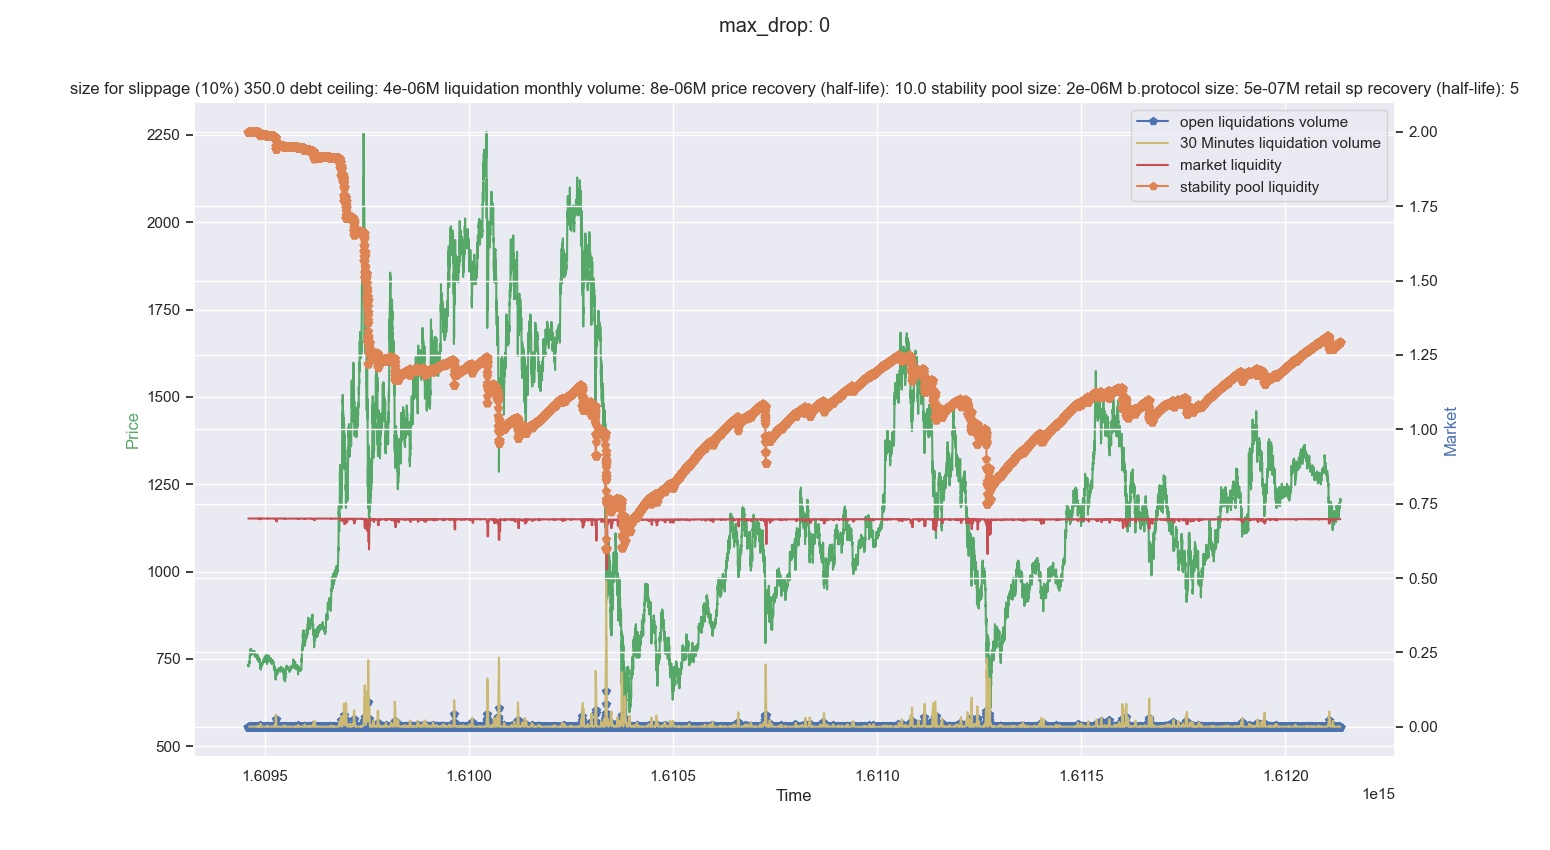 max_drop: 0
size for slippage (10%) 350.0 debt ceiling: 4e-06M liquidation monthly volume: 8e-06M price recovery (half-life): 10.0 stability pool size: 2e-06M b.protocol size: 5e-07M retail sp recovery (half-life): 5
open liquidations volume
30 Minutes liquidation volume
market liquidity
stability pool liquidity
2250
2000
1750
1500
1250
1000
750
500
Price
2.00
1.75
1.50
1.25
1.00
0.75
0.50
0.25
0.00
Market
1.6095
1.6100
1.6105
1.6110
1.6115
1.6120
1e15
Time